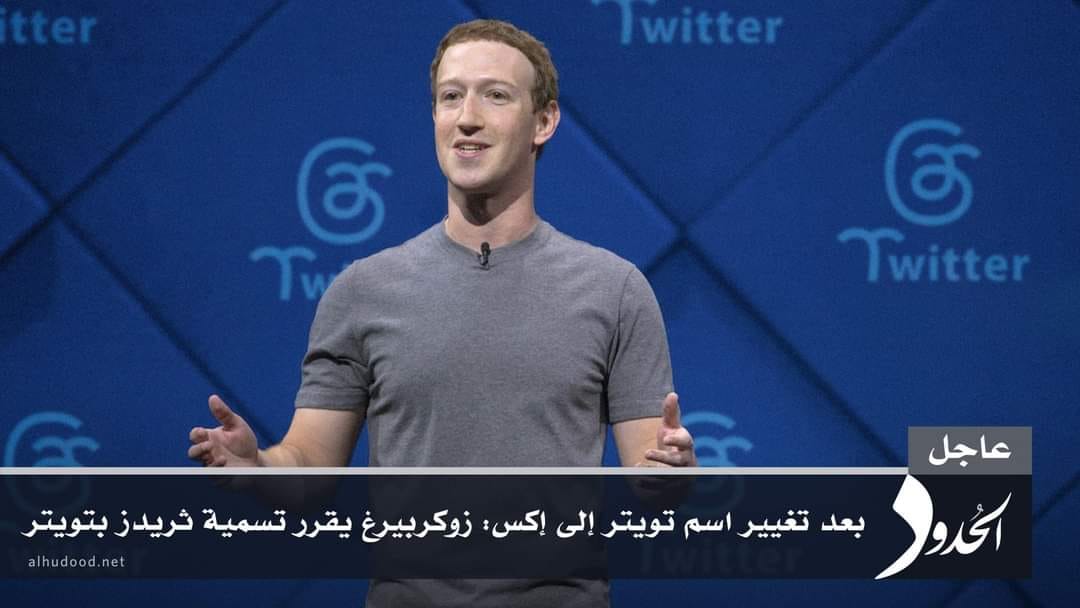 itter
Twitter
Twitter
Tw
Twitter
عاجل
الحدود
بعد تغيير اسم تويتر إلى إكس: زوكربيرغ يقرر تسمية ثريدز بتويتر
alhudood.net